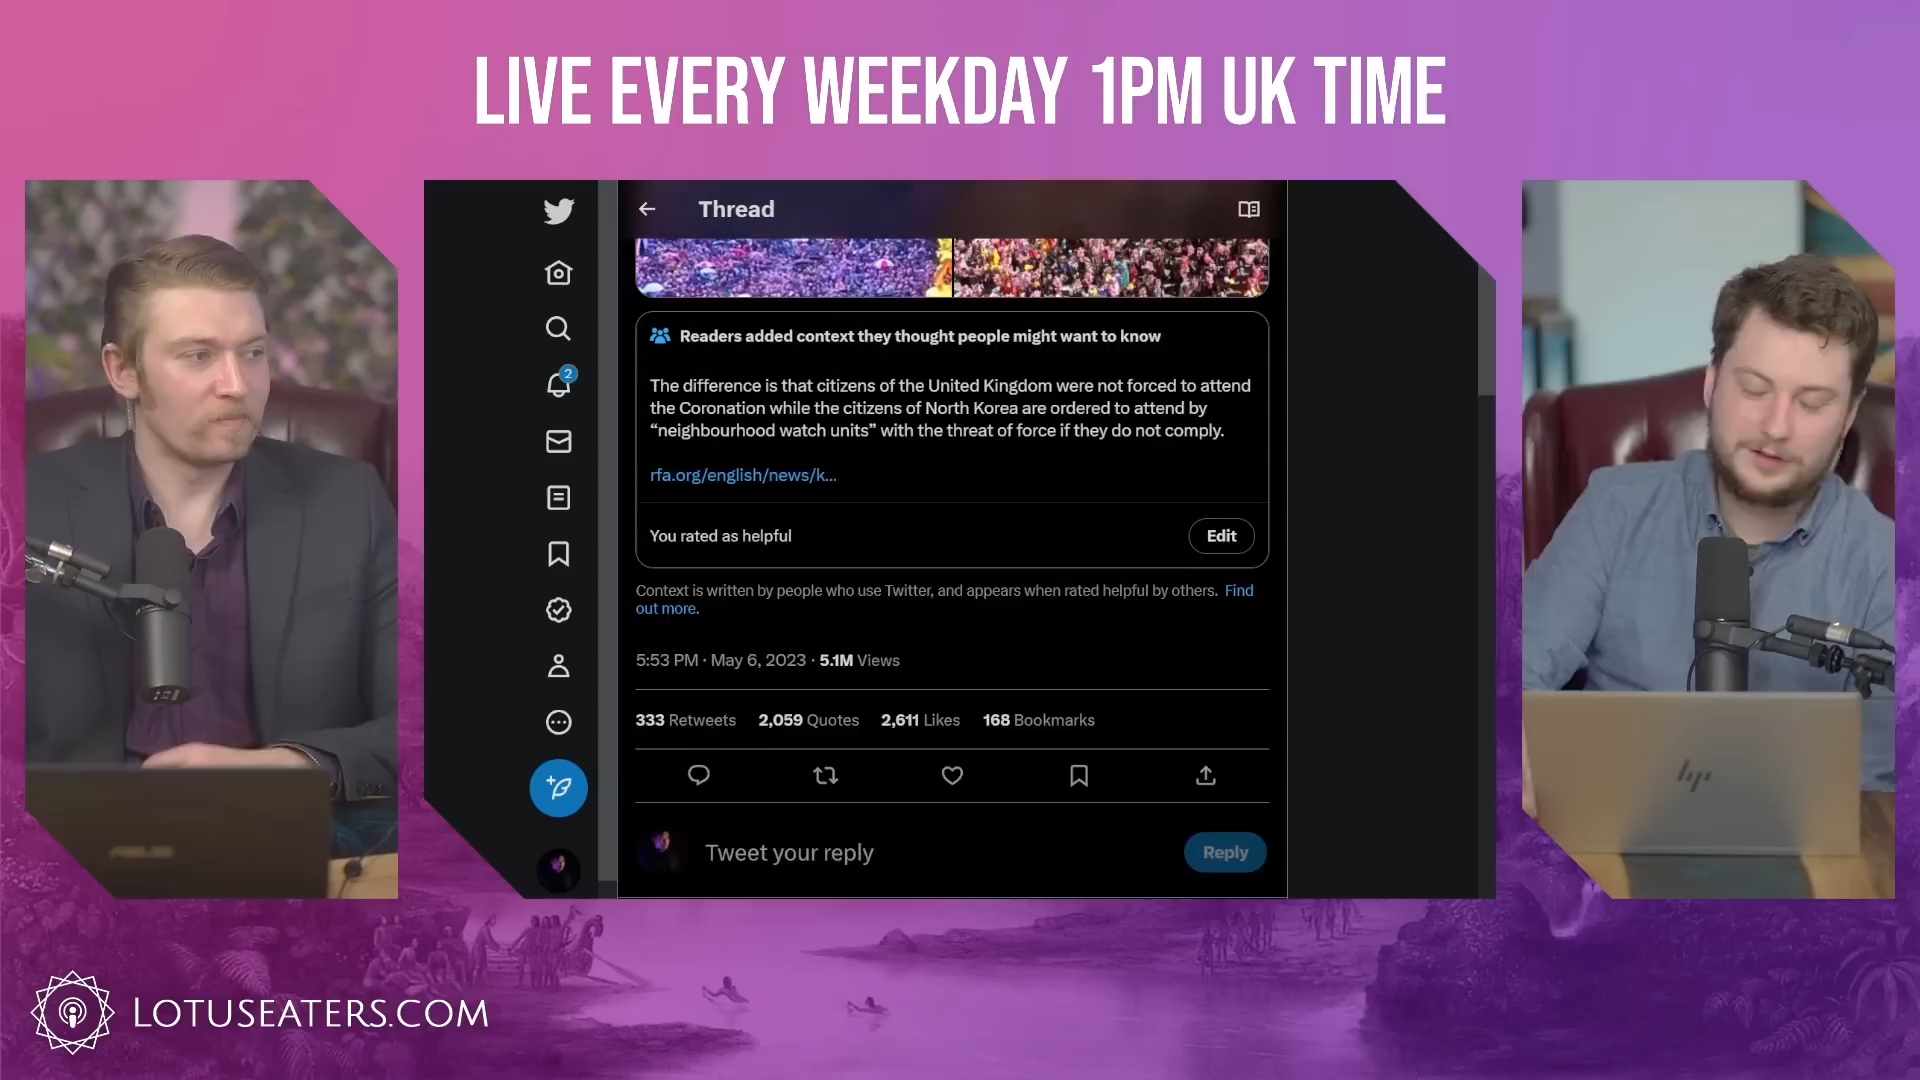 LIVE EVERY WEEKDAY 1PM UK TIME
Thread
Readers added context they thought people might want to know
2
The difference is that citizens of the United Kingdom were not forced to attend
the Coronation while the citizens of North Korea are ordered to attend by
“neighbourhood watch units” with the threat of force if they do not comply.
rfa.org/english/news/k...
You rated as helpful
Edit
Context is written by people who use Twitter, and appears when rated helpful by others. Find
out more.
5:53 PM · May 6, 2023 · 5.1M Views
333 Retweets 2,059 Quotes 2,611 Likes 168 Bookmarks
Tweet your reply
Reply
hp
LOTUSEATERS.COM